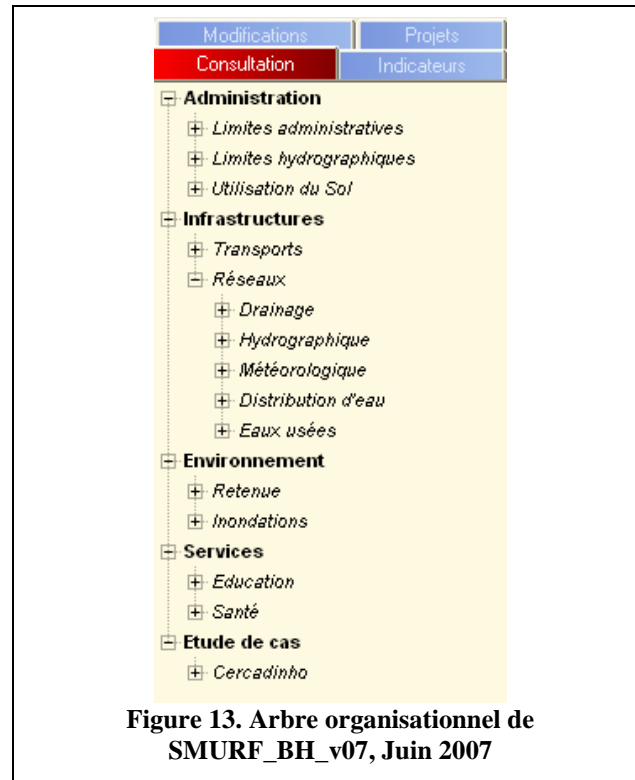 Modifications Projets
Consultation Indicateurs
Administration
Limites administratives
Limites hydrographiques
Utilisation du Sol
Infrastructures
Transports
Réseaux
Drainage
Hydrographique
Météorologique
Distribution d'eau
Eaux usées
Environnement
Retenue
Inondations
Services
Education
Santé
Etude de cas
Cercadinho
Figure 13. Arbre organisationnel de
SMURF_BH_v07, Juin 2007